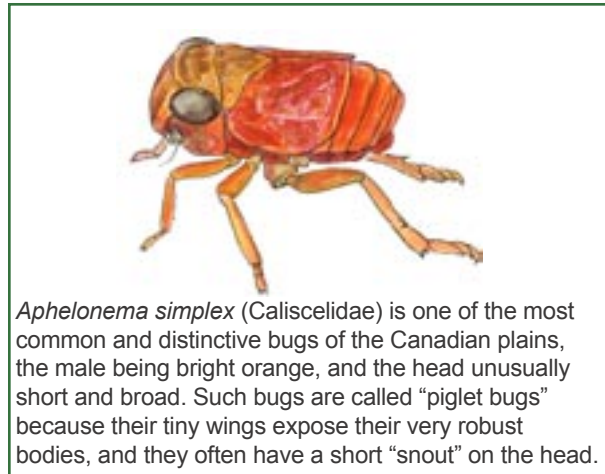 Aphelonema simplex (Caliscelidae) is one of the most
common and distinctive bugs of the Canadian plains,
the male being bright orange, and the head unusually
short and broad. Such bugs are called “piglet bugs”
because their tiny wings expose their very robust
bodies, and they often have a short “snout” on the head.